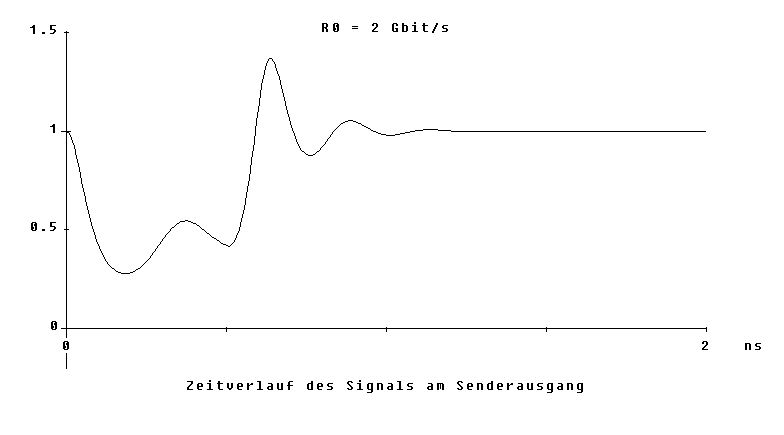 R0 = 2 Gbit/s
1.5
1
0.5
0
0
2
ns
Zeitverlauf des Signals am Senderausgang